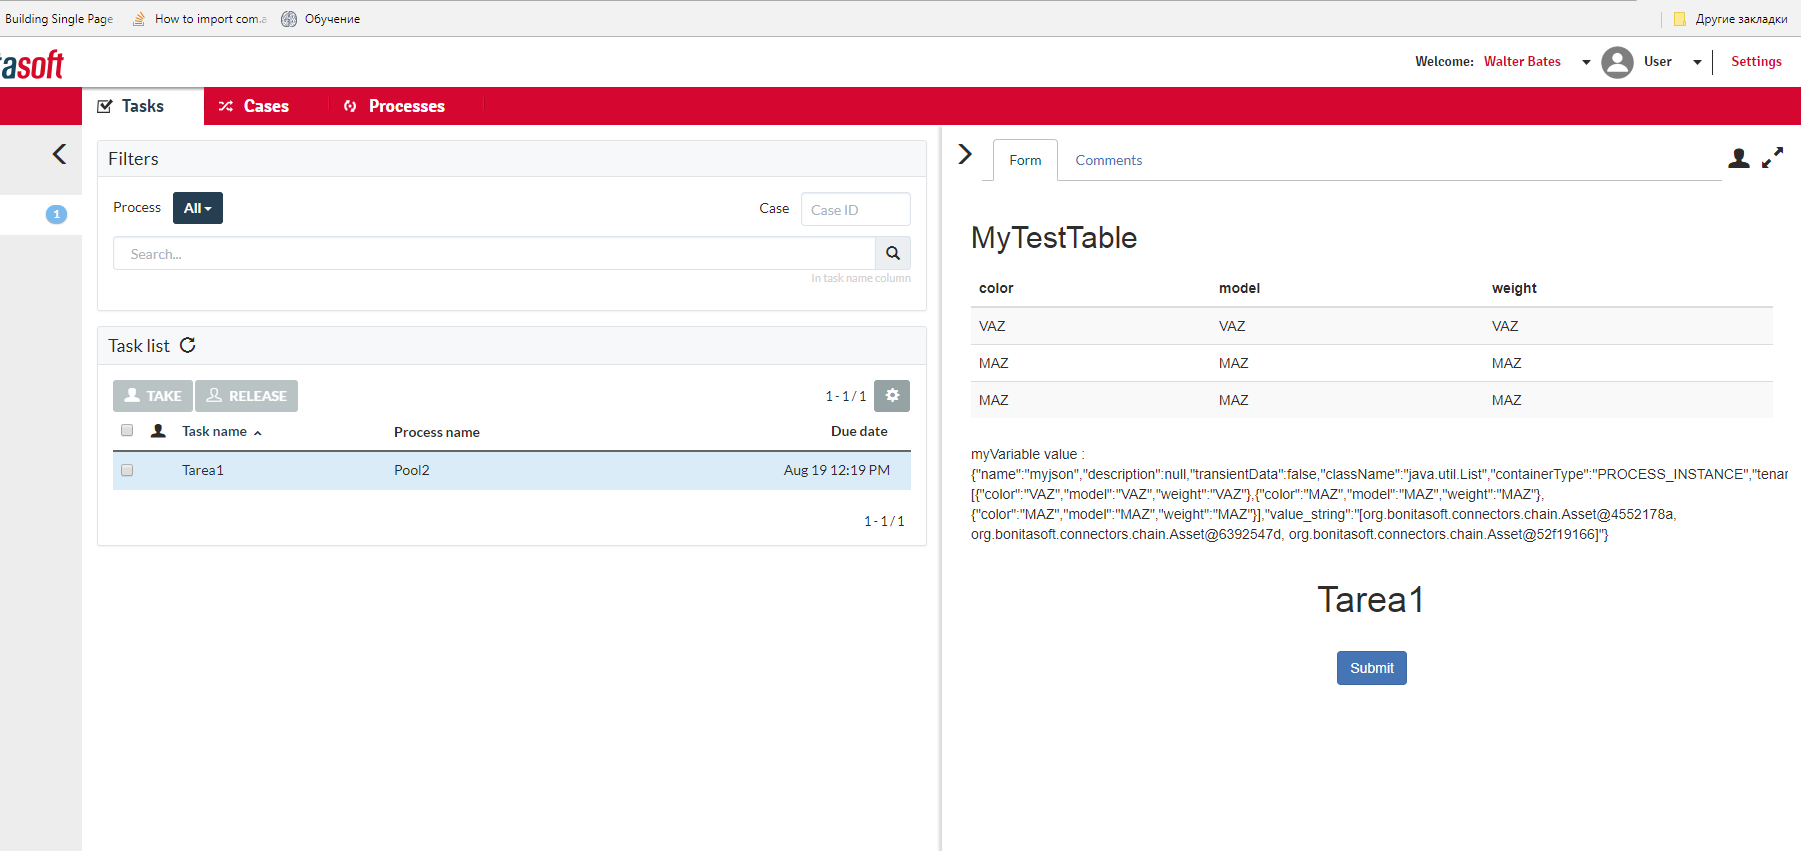 Building Single Page
How to import com.a
Обучение
Другие закладки
tasoft
Welcome: Walter Bates
User
Settings
Tasks
Cases
Processes
1
Filters
Process
All
Case
Case ID
Search...
In task name column
Task list
TAKE
RELEASE
1 - 1 / 1
Task name
Process name
Due date
Tarea1
Pool2
Aug 19 12:19 PM
1 - 1 / 1
Form
Comments
MyTestTable
color model weight
VAZ VAZ VAZ
MAZ MAZ MAZ
MAZ MAZ MAZ
myVariable value :
{"name":"myjson","description":null,"transientData":false,"className":"java.util.List","containerType":"PROCESS_INSTANCE","tenan
[{"color":"VAZ","model":"VAZ","weight":"VAZ"},{"color":"MAZ","model":"MAZ","weight":"MAZ"},
{"color":"MAZ","model":"MAZ","weight":"MAZ"}],"value_string":"[org.bonitasoft.connectors.chain.Asset@4552178a,
org.bonitasoft.connectors.chain.Asset@6392547d, org.bonitasoft.connectors.chain.Asset@52f19166]"}
Tarea1
Submit